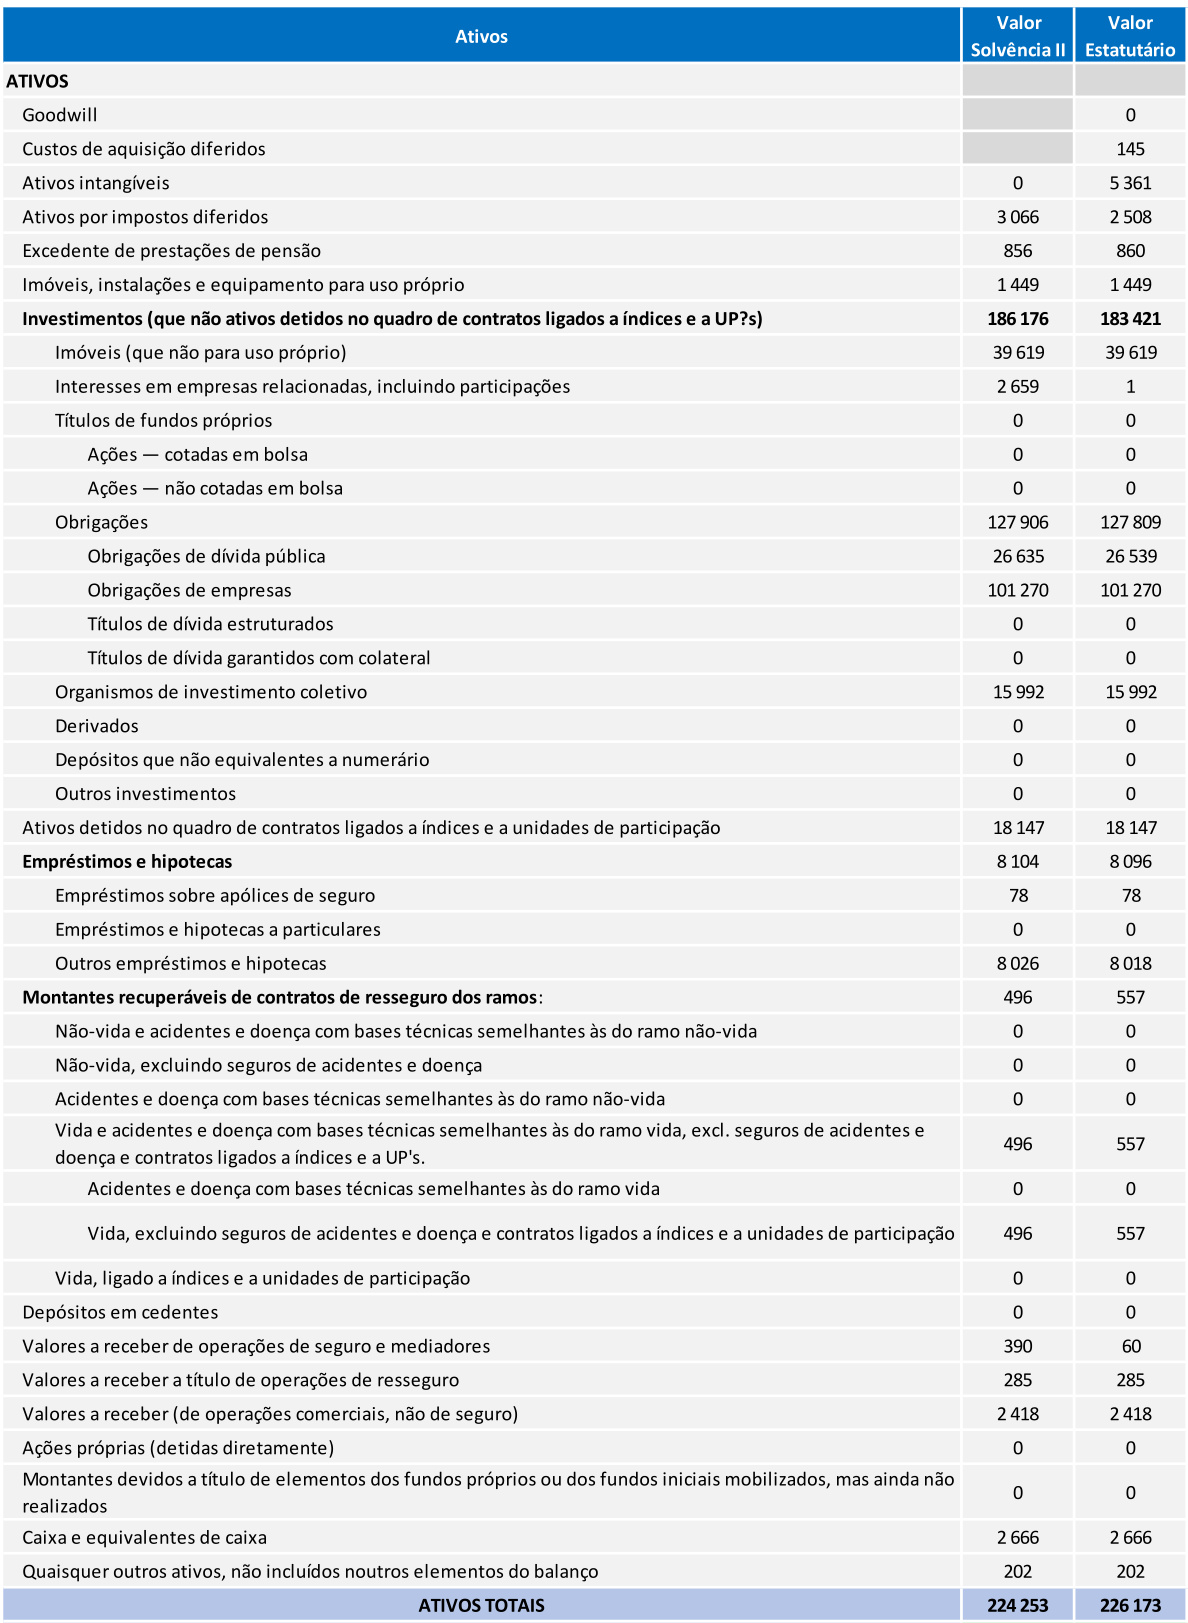 Ativos Valor Solvência II Valor Estatutário
ATIVOS
Goodwill 0
Custos de aquisição diferidos 145
Ativos intangíveis 0 5 361
Ativos por impostos diferidos 3 066 2 508
Excedente de prestações de pensão 856 860
Imóveis, instalações e equipamento para uso próprio 1 449 1 449
Investimentos (que não ativos detidos no quadro de contratos ligados a índices e a UP?s) 186 176 183 421
Imóveis (que não para uso próprio) 39 619 39 619
Interesses em empresas relacionadas, incluindo participações 2 659 1
Títulos de fundos próprios 0 0
Ações — cotadas em bolsa 0 0
Ações — não cotadas em bolsa 0 0
Obrigações 127 906 127 809
Obrigações de dívida pública 26 635 26 539
Obrigações de empresas 101 270 101 270
Títulos de dívida estruturados 0 0
Títulos de dívida garantidos com colateral 0 0
Organismos de investimento coletivo 15 992 15 992
Derivados 0 0
Depósitos que não equivalentes a numerário 0 0
Outros investimentos 0 0
Ativos detidos no quadro de contratos ligados a índices e a unidades de participação 18 147 18 147
Empréstimos e hipotecas 8 104 8 096
Empréstimos sobre apólices de seguro 78 78
Empréstimos e hipotecas a particulares 0 0
Outros empréstimos e hipotecas 8 026 8 018
Montantes recuperáveis de contratos de resseguro dos ramos: 496 557
Não-vida e acidentes e doença com bases técnicas semelhantes às do ramo não-vida 0 0
Não-vida, excluindo seguros de acidentes e doença 0 0
Acidentes e doença com bases técnicas semelhantes às do ramo não-vida 0 0
Vida e acidentes e doença com bases técnicas semelhantes às do ramo vida, excl. seguros de acidentes e
doença e contratos ligados a índices e a UP's. 496 557
Acidentes e doença com bases técnicas semelhantes às do ramo vida 0 0
Vida, excluindo seguros de acidentes e doença e contratos ligados a índices e a unidades de participação 496 557
Vida, ligado a índices e a unidades de participação 0 0
Depósitos em cedentes 0 0
Valores a receber de operações de seguro e mediadores 390 60
Valores a receber a título de operações de resseguro 285 285
Valores a receber (de operações comerciais, não de seguro) 2 418 2 418
Ações próprias (detidas diretamente) 0 0
Montantes devidos a título de elementos dos fundos próprios ou dos fundos iniciais mobilizados, mas ainda não
realizados 0 0
Caixa e equivalentes de caixa 2 666 2 666
Quaisquer outros ativos, não incluídos noutros elementos do balanço 202 202
ATIVOS TOTAIS 224 253 226 173